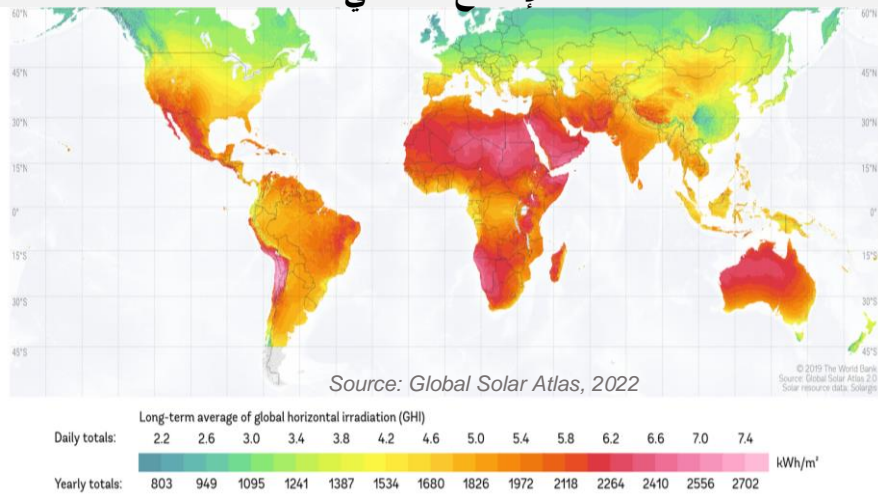 60°N 60°N
45°N 45°N
30°N 30°N
15°N 15°N
0° 0°
15°S 15°S
30°S 30°S
45°S 45°S
© 2019 The World Bank
Source: Global Solar Atlas 2.0
Solar resource data: Solargis
Source: Global Solar Atlas, 2022
Long-term average of global horizontal irradiation (GHI)
Daily totals: 2.2 2.6 3.0 3.4 3.8 4.2 4.6 5.0 5.4 5.8 6.2 6.6 7.0 7.4
kWh/m²
Yearly totals: 803 949 1095 1241 1387 1534 1680 1826 1972 2118 2264 2410 2556 2702